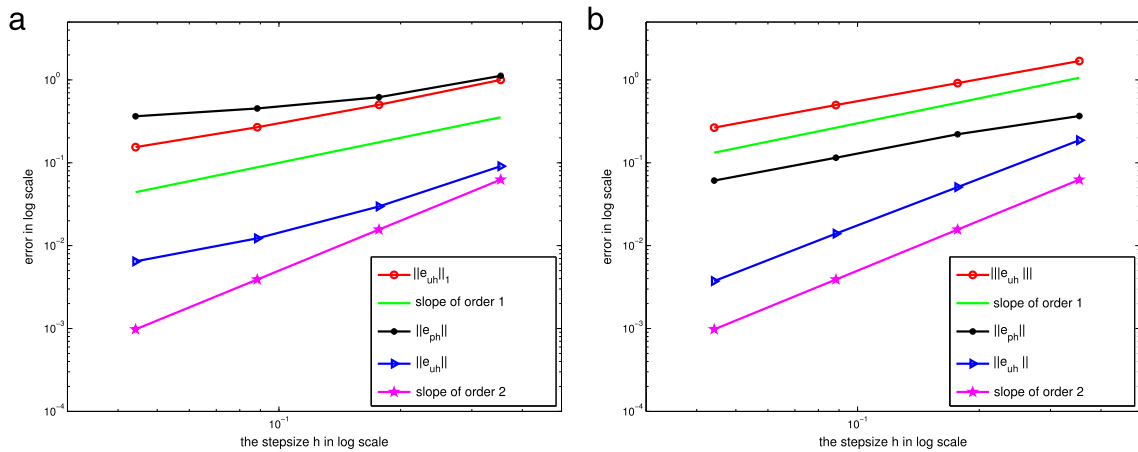 a
error in log scale
10^0
10^−1
10^−2
10^−3
10^−4
10^−1
the stepsize h in log scale
||e_uh||_1
slope of order 1
||e_ph||
||e_uh||
slope of order 2
b
error in log scale
10^0
10^−1
10^−2
10^−3
10^−4
10^−1
the stepsize h in log scale
|||e_uh |||
slope of order 1
||e_ph||
||e_uh ||
slope of order 2